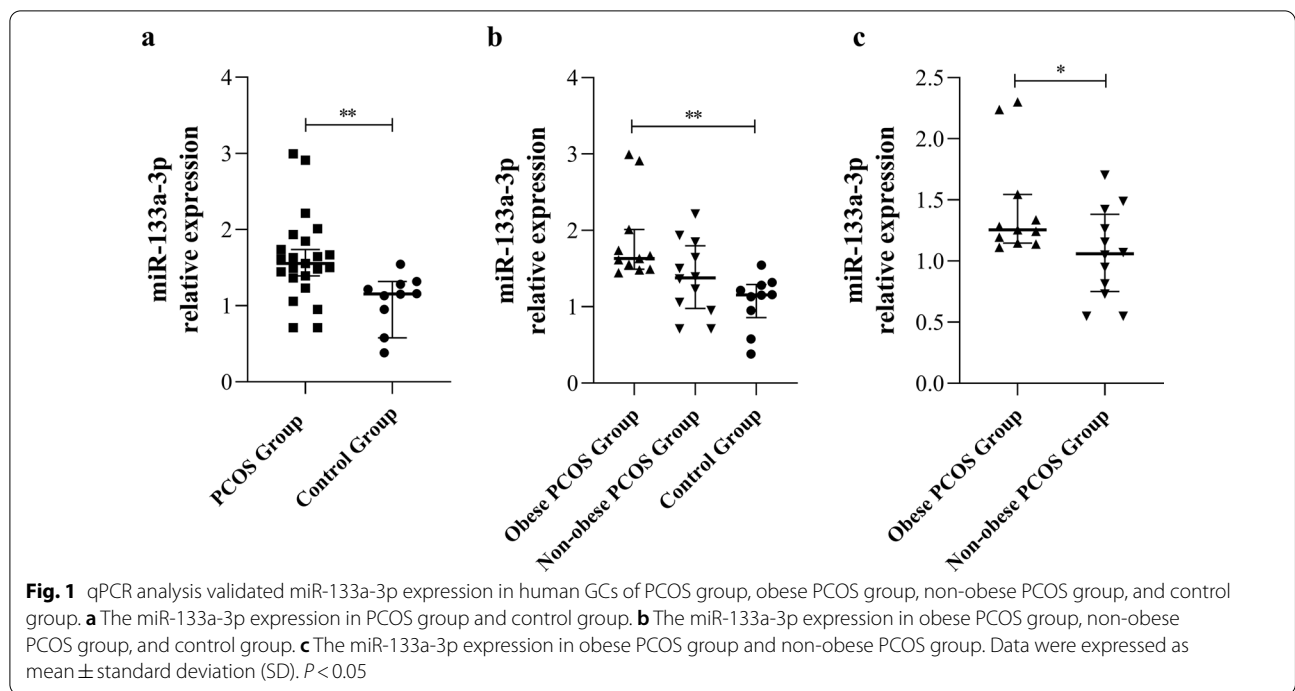 a
4
3
2
1
0
miR-133a-3p
relative expression
**
PCOS Group
Control Group
b
4
3
2
1
0
miR-133a-3p
relative expression
**
Obese PCOS Group
Non-obese PCOS Group
Control Group
c
2.5
2.0
1.5
1.0
0.5
0.0
miR-133a-3p
relative expression
*
Obese PCOS Group
Non-obese PCOS Group
Fig. 1 qPCR analysis validated miR-133a-3p expression in human GCs of PCOS group, obese PCOS group, non-obese PCOS group, and control
group. a The miR-133a-3p expression in PCOS group and control group. b The miR-133a-3p expression in obese PCOS group, non-obese
PCOS group, and control group. c The miR-133a-3p expression in obese PCOS group and non-obese PCOS group. Data were expressed as
mean ± standard deviation (SD). P < 0.05